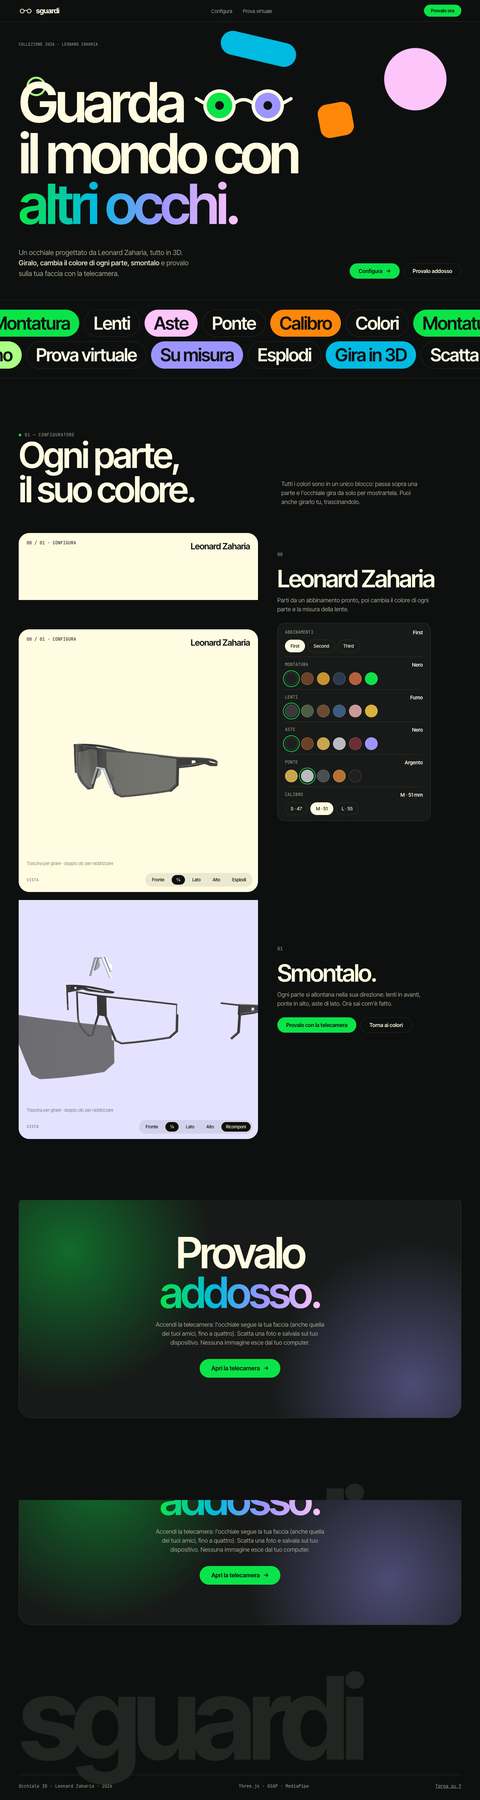 sguardi
Configura
Prova virtuale
Provalo ora
COLLEZIONE 2026 · LEONARD ZAHARIA
Guarda
il mondo con
altri occhi.
Un occhiale progettato da Leonard Zaharia, tutto in 3D.
Giralo, cambia il colore di ogni parte, smontalo e provalo
sulla tua faccia con la telecamera.
Configura →
Provalo addosso
Montatura Lenti Aste Ponte Calibro Colori Montatu
no Prova virtuale Su misura Esplodi Gira in 3D Scatta
01 — CONFIGURATORE
Ogni parte,
il suo colore.
Tutti i colori sono in un unico blocco: passa sopra una
parte e l'occhiale gira da solo per mostrartela. Puoi
anche girarlo tu, trascinandolo.
00 / 01 · CONFIGURA
Leonard Zaharia
00
Leonard Zaharia
Parti da un abbinamento pronto, poi cambia il colore di ogni
parte e la misura della lente.
ABBINAMENTI First
First Second Third
MONTATURA Nero
LENTI Fumo
ASTE Nero
PONTE Argento
CALIBRO M · 51 mm
S · 47 M · 51 L · 55
00 / 01 · CONFIGURA
Leonard Zaharia
Trascina per girare · doppio clic per reinizializzare
VISTA
Fronte ¾ Lato Alto Esplodi
01
Smontalo.
Ogni parte si allontana nella sua direzione: lenti in avanti,
ponte in alto, aste di lato. Ora sai com'è fatto.
Provalo con la telecamera
Torna ai colori
VISTA
Fronte ¾ Lato Alto Ricomponi
Provalo
addosso.
Accendi la telecamera: l'occhiale segue la tua faccia (anche quella
dei tuoi amici, fino a quattro). Scatta una foto e salvala sul tuo
dispositivo. Nessuna immagine esce dal tuo computer.
Apri la telecamera →
di
addosso.
Accendi la telecamera: l'occhiale segue la tua faccia (anche quella
dei tuoi amici, fino a quattro). Scatta una foto e salvala sul tuo
dispositivo. Nessuna immagine esce dal tuo computer.
Apri la telecamera →
sguardi
Occhiale 3D · Leonard Zaharia · 2026
Three.js · GSAP · MediaPipe
Torna su ↑